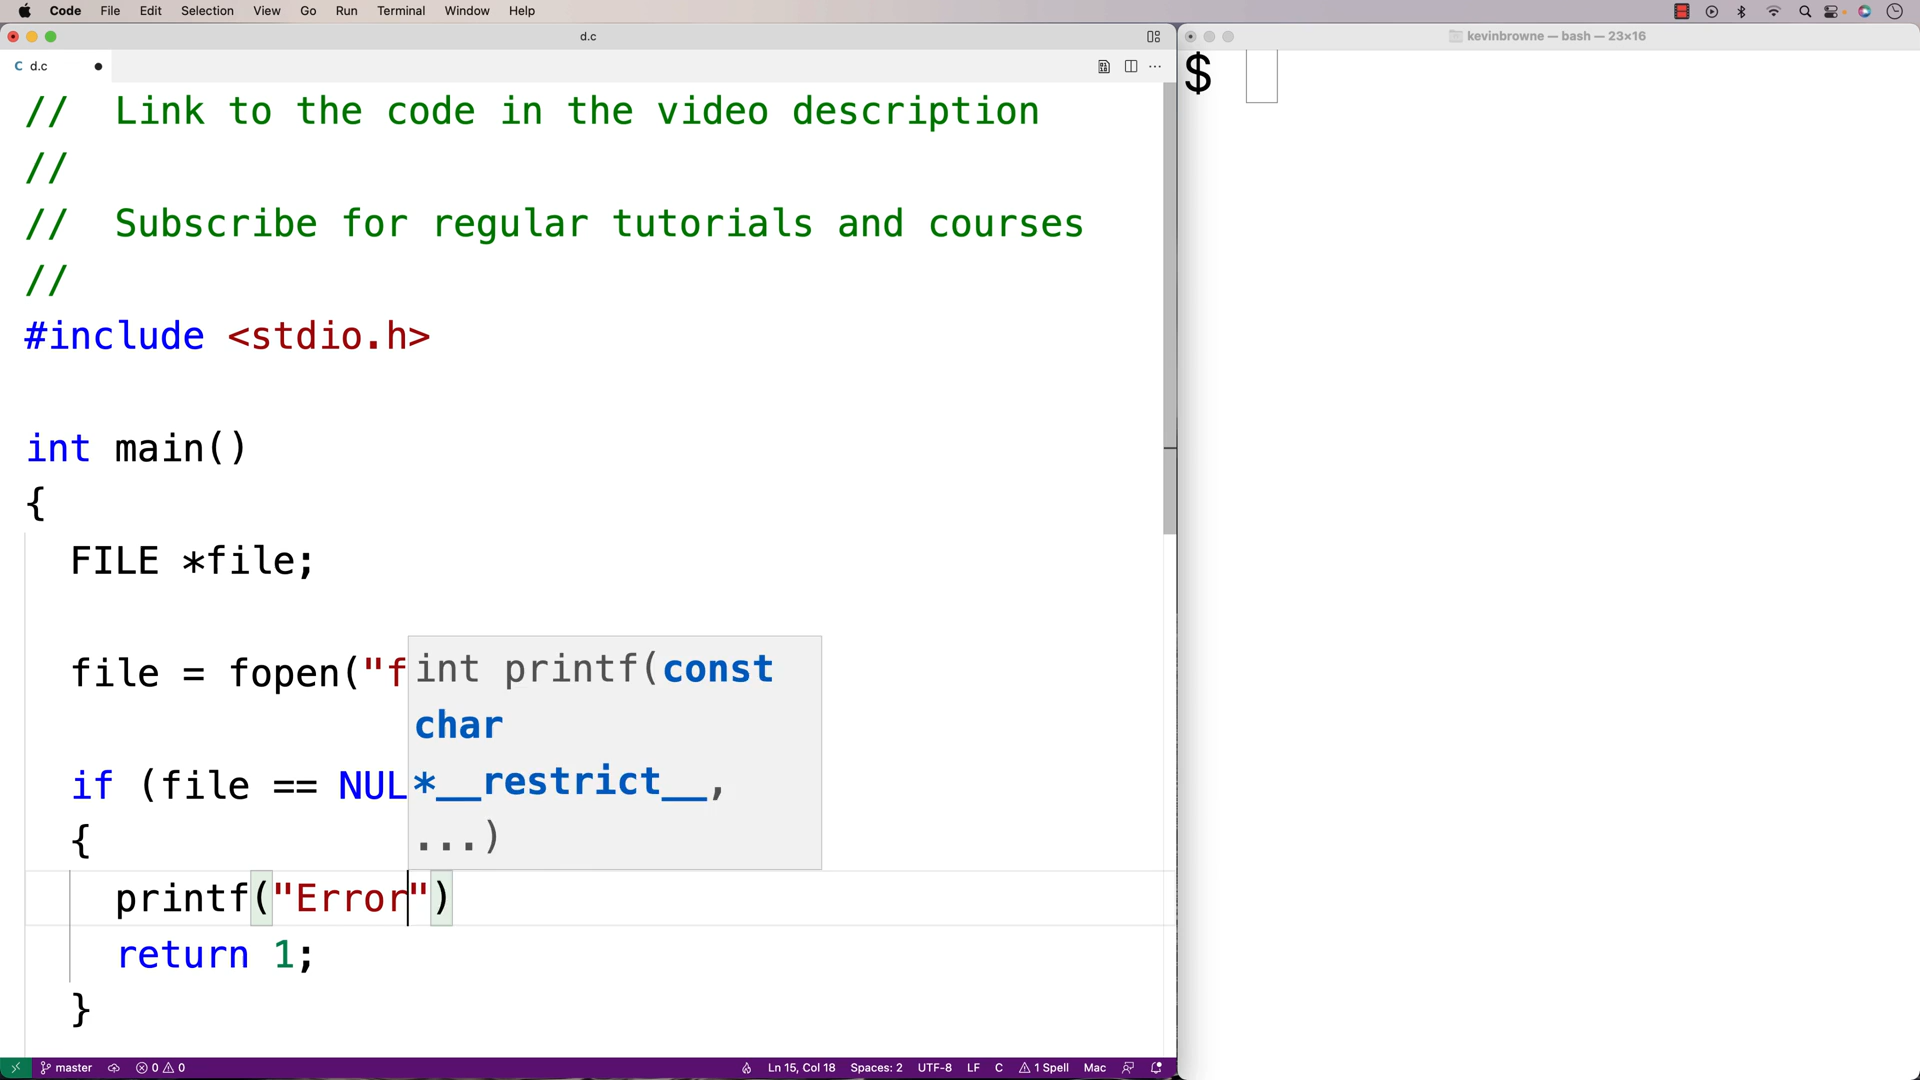 Code File Edit Selection View Go Run Terminal Window Help
d.c
C d.c
// Link to the code in the video description
//
// Subscribe for regular tutorials and courses
//
#include <stdio.h>
int main()
{
FILE *file;
file = fopen("f
int printf(const
char
*__restrict__,
...)
if (file == NUL
{
printf("Error")
return 1;
}
master 0 0 Ln 15, Col 18 Spaces: 2 UTF-8 LF C 1 Spell Mac
kevinbrowne — bash — 23×16
$